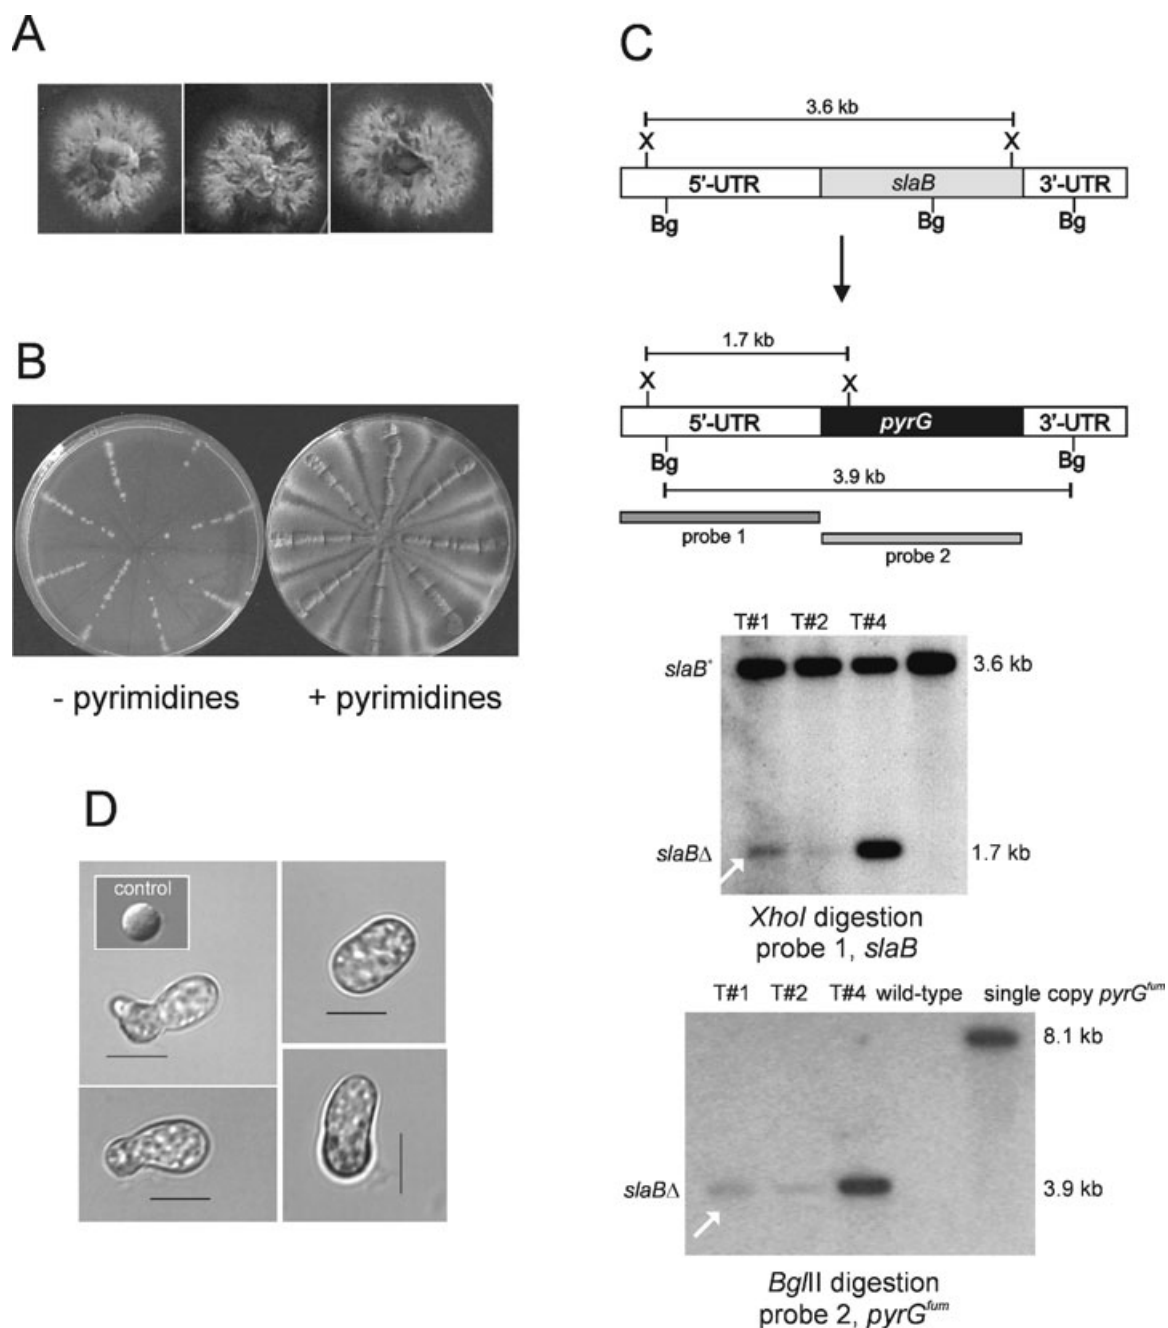 A
B
- pyrimidines
+ pyrimidines
D
control
C
3.6 kb
X
X
5'-UTR
slaB
3'-UTR
Bg
Bg
Bg
1.7 kb
X
X
5'-UTR
pyrG
3'-UTR
Bg
Bg
3.9 kb
probe 1
probe 2
T#1 T#2 T#4
slaB+
3.6 kb
slaBΔ
1.7 kb
XhoI digestion
probe 1, slaB
T#1 T#2 T#4 wild-type single copy pyrGfum
8.1 kb
slaBΔ
3.9 kb
BglII digestion
probe 2, pyrGfum